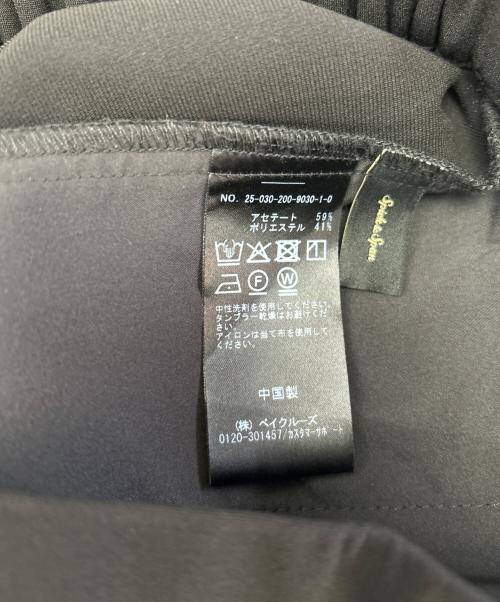 NO. 25-030-200-9030-1-0
アセテート 59%
ポリエステル 41%
F W
中性洗剤を使用してください。
タンブラー乾燥はお避けくだ
さい。
アイロンは当て布を使用してく
ださい。
中国製
(株) ベイクルーズ
0120-301457/カスタマーサポート
Spick & Span